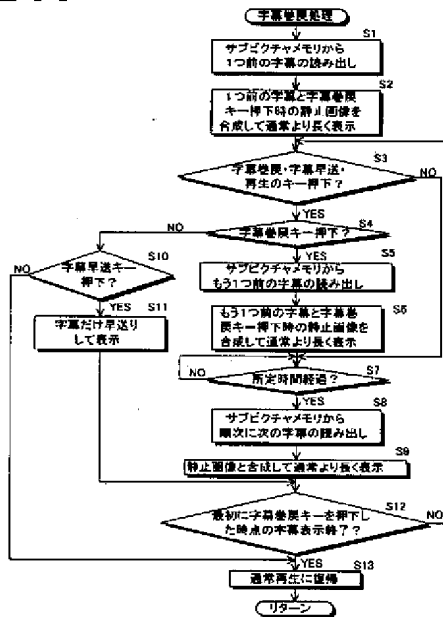 字幕巻戻処理
S1
サブピクチャメモリから
1つ前の字幕の読み出し
S2
1つ前の字幕と字幕巻戻
キー押下時の静止画像を
合成して通常より長く表示
S3
字幕巻戻・字幕早送・
再生のキー押下?
NO
YES
S4
字幕巻戻キー押下?
NO
YES
S5
サブピクチャメモリから
もう1つ前の字幕の読み出し
S6
もう1つ前の字幕と字幕巻
戻キー押下時の静止画像を
合成して通常より長く表示
S10
字幕早送キー
押下?
NO
YES
S11
字幕だけ早送り
して表示
S7
所定時間経過?
NO
YES
S8
サブピクチャメモリから
順次に次の字幕の読み出し
S9
静止画像と合成して通常より長く表示
S12
最初に字幕巻戻キーを押下し
た時点の字幕表示終了?
NO
YES
S13
通常再生に復帰
リターン